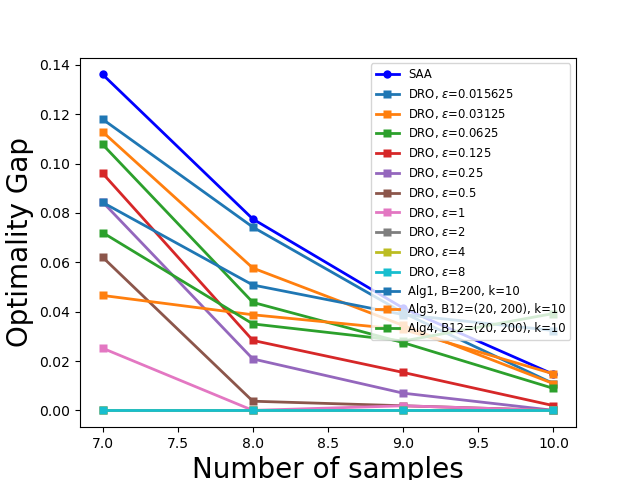 0.14
0.12
0.10
0.08
0.06
0.04
0.02
0.00
Optimality Gap
7.0
7.5
8.0
8.5
9.0
9.5
10.0
Number of samples
SAA
DRO, ε=0.015625
DRO, ε=0.03125
DRO, ε=0.0625
DRO, ε=0.125
DRO, ε=0.25
DRO, ε=0.5
DRO, ε=1
DRO, ε=2
DRO, ε=4
DRO, ε=8
Alg1, B=200, k=10
Alg3, B12=(20, 200), k=10
Alg4, B12=(20, 200), k=10